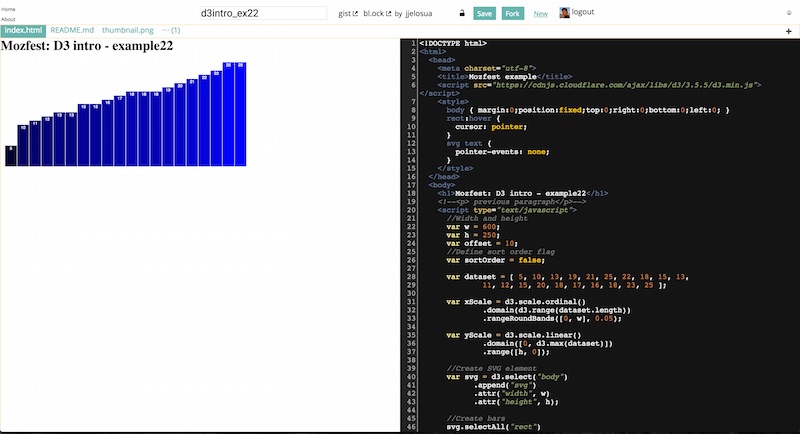 Home
About
d3intro_ex22
gist bl.ock by jjelosua
Save
Fork
New
logout
index.html README.md thumbnail.png ··· (1) +
Mozfest: D3 intro - example22
5 10 11 12 13 13 15 15 16 17 18 18 18 19 20 21 22 23 25 25
1 <!DOCTYPE html>
2 <html>
3 <head>
4 <meta charset="utf-8">
5 <title>Mozfest example</title>
6 <script src="https://cdnjs.cloudflare.com/ajax/libs/d3/3.5.5/d3.min.js">
</script>
7 <style>
8 body { margin:0;position:fixed;top:0;right:0;bottom:0;left:0; }
9 rect:hover {
10 cursor: pointer;
11 }
12 svg text {
13 pointer-events: none;
14 }
15 </style>
16 </head>
17 <body>
18 <h1>Mozfest: D3 intro - example22</h1>
19 <!--<p> previous paragraph</p>-->
20 <script type="text/javascript">
21 //Width and height
22 var w = 600;
23 var h = 250;
24 var offset = 10;
25 //Define sort order flag
26 var sortOrder = false;
27
28 var dataset = [ 5, 10, 13, 19, 21, 25, 22, 18, 15, 13,
29 11, 12, 15, 20, 18, 17, 16, 18, 23, 25 ];
30
31 var xScale = d3.scale.ordinal()
32 .domain(d3.range(dataset.length))
33 .rangeRoundBands([0, w], 0.05);
34
35 var yScale = d3.scale.linear()
36 .domain([0, d3.max(dataset)])
37 .range([h, 0]);
38
39 //Create SVG element
40 var svg = d3.select("body")
41 .append("svg")
42 .attr("width", w)
43 .attr("height", h);
44
45 //Create bars
46 svg.selectAll("rect")